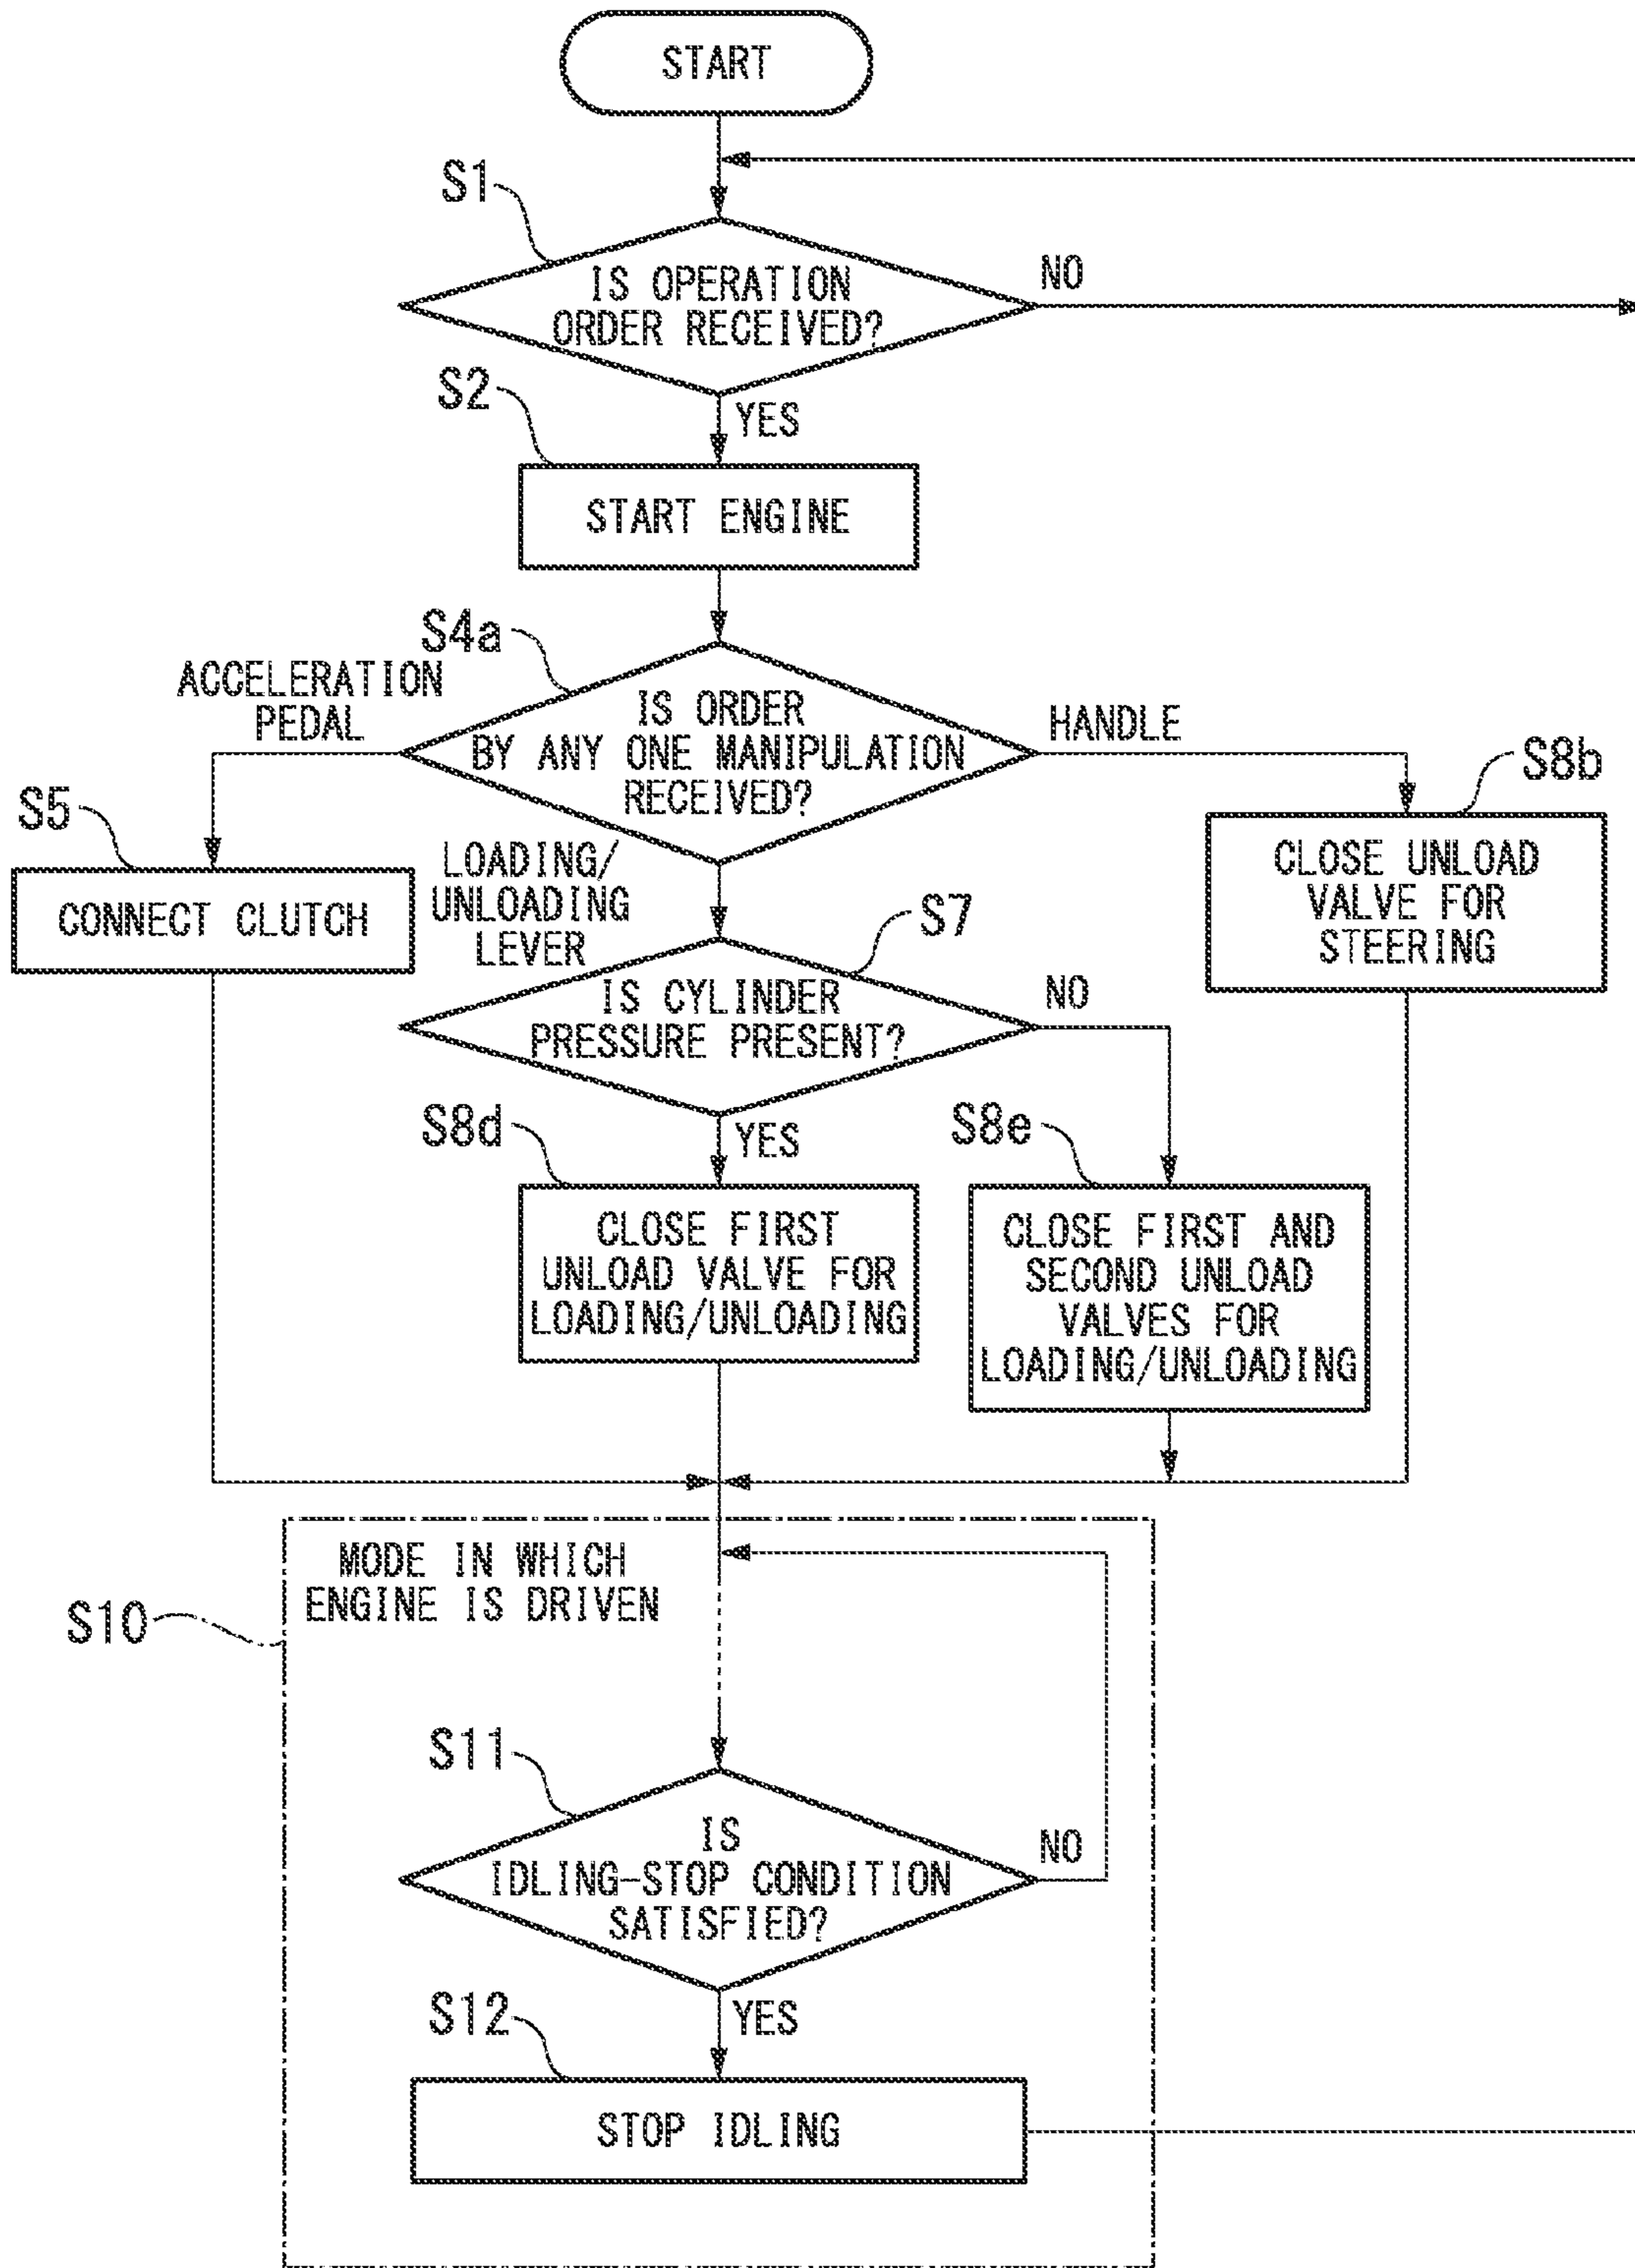 START
S1
IS OPERATION
ORDER RECEIVED?
NO
S2
YES
START ENGINE
S4a
ACCELERATION
PEDAL
IS ORDER
BY ANY ONE MANIPULATION
RECEIVED?
HANDLE
S8b
S5
CONNECT CLUTCH
LOADING/
UNLOADING
LEVER
CLOSE UNLOAD
VALVE FOR
STEERING
S7
IS CYLINDER
PRESSURE PRESENT?
NO
S8d
YES
S8e
CLOSE FIRST
UNLOAD VALVE FOR
LOADING/UNLOADING
CLOSE FIRST AND
SECOND UNLOAD
VALVES FOR
LOADING/UNLOADING
MODE IN WHICH
ENGINE IS DRIVEN
S10
S11
IS
IDLING-STOP CONDITION
SATISFIED?
NO
S12
YES
STOP IDLING